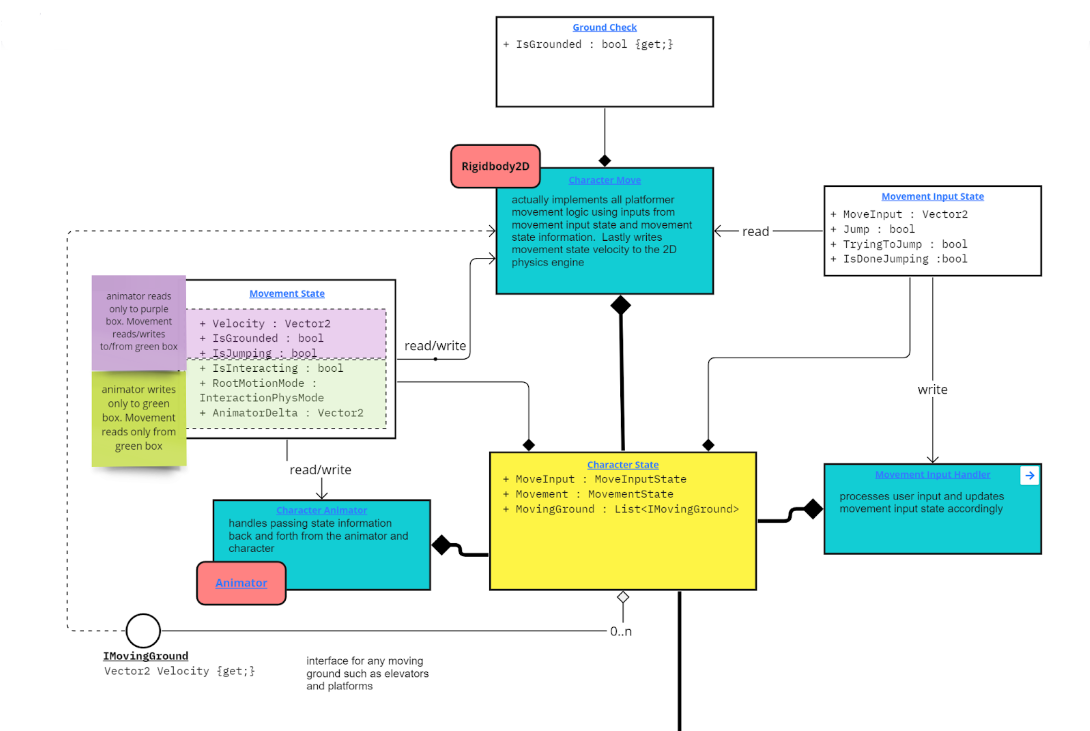 Ground Check
+ IsGrounded : bool {get;}
Rigidbody2D
Character Move
actually implements all platformer
movement logic using inputs from
movement input state and movement
state information. Lastly writes
movement state velocity to the 2D
physics engine
read
Movement Input State
+ MoveInput : Vector2
+ Jump : bool
+ TryingToJump : bool
+ IsDoneJumping :bool
animator reads
only to purple
box. Movement
reads/writes
to/from green box
animator writes
only to green
box. Movement
reads only from
green box
Movement State
+ Velocity : Vector2
+ IsGrounded : bool
+ IsJumping : bool
+ IsInteracting : bool
+ RootMotionMode :
InteractionPhysMode
+ AnimatorDelta : Vector2
read/write
read/write
write
Character State
+ MoveInput : MoveInputState
+ Movement : MovementState
+ MovingGround : List<IMovingGround>
Movement Input Handler
processes user input and updates
movement input state accordingly
Character Animator
handles passing state information
back and forth from the animator and
character
Animator
0..n
IMovingGround
Vector2 Velocity {get;}
interface for any moving
ground such as elevators
and platforms